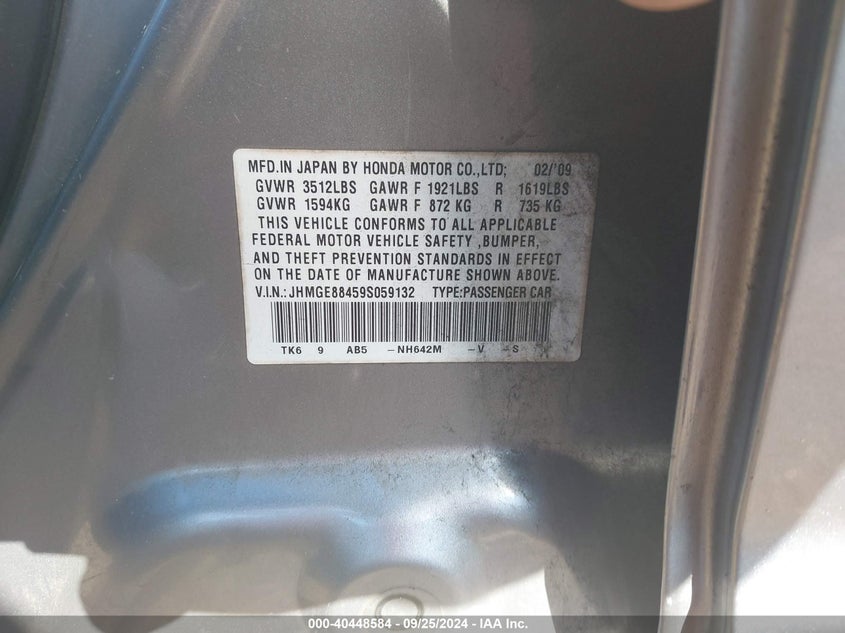 MFD.IN JAPAN BY HONDA MOTOR CO.,LTD; 02/'09
GVWR 3512LBS GAWR F 1921LBS R 1619LBS
GVWR 1594KG GAWR F 872 KG R 735 KG
THIS VEHICLE CONFORMS TO ALL APPLICABLE
FEDERAL MOTOR VEHICLE SAFETY ,BUMPER,
AND THEFT PREVENTION STANDARDS IN EFFECT
ON THE DATE OF MANUFACTURE SHOWN ABOVE.
V.I.N.: JHMGE88459S059132 TYPE:PASSENGER CAR
TK6 9 AB5 -NH642M -V -S
000-40448584 / 09/25/2024 - IAA Inc.